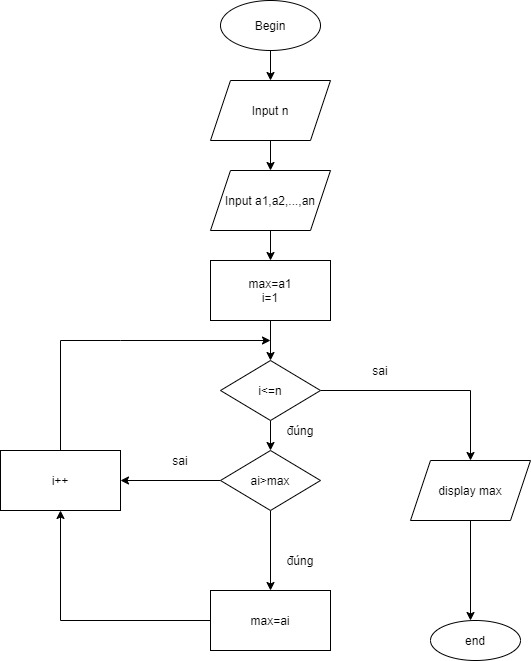 Begin
Input n
Input a1,a2,...,an
max=a1
i=1
i<=n
sai
đúng
ai>max
sai
i++
display max
đúng
max=ai
end